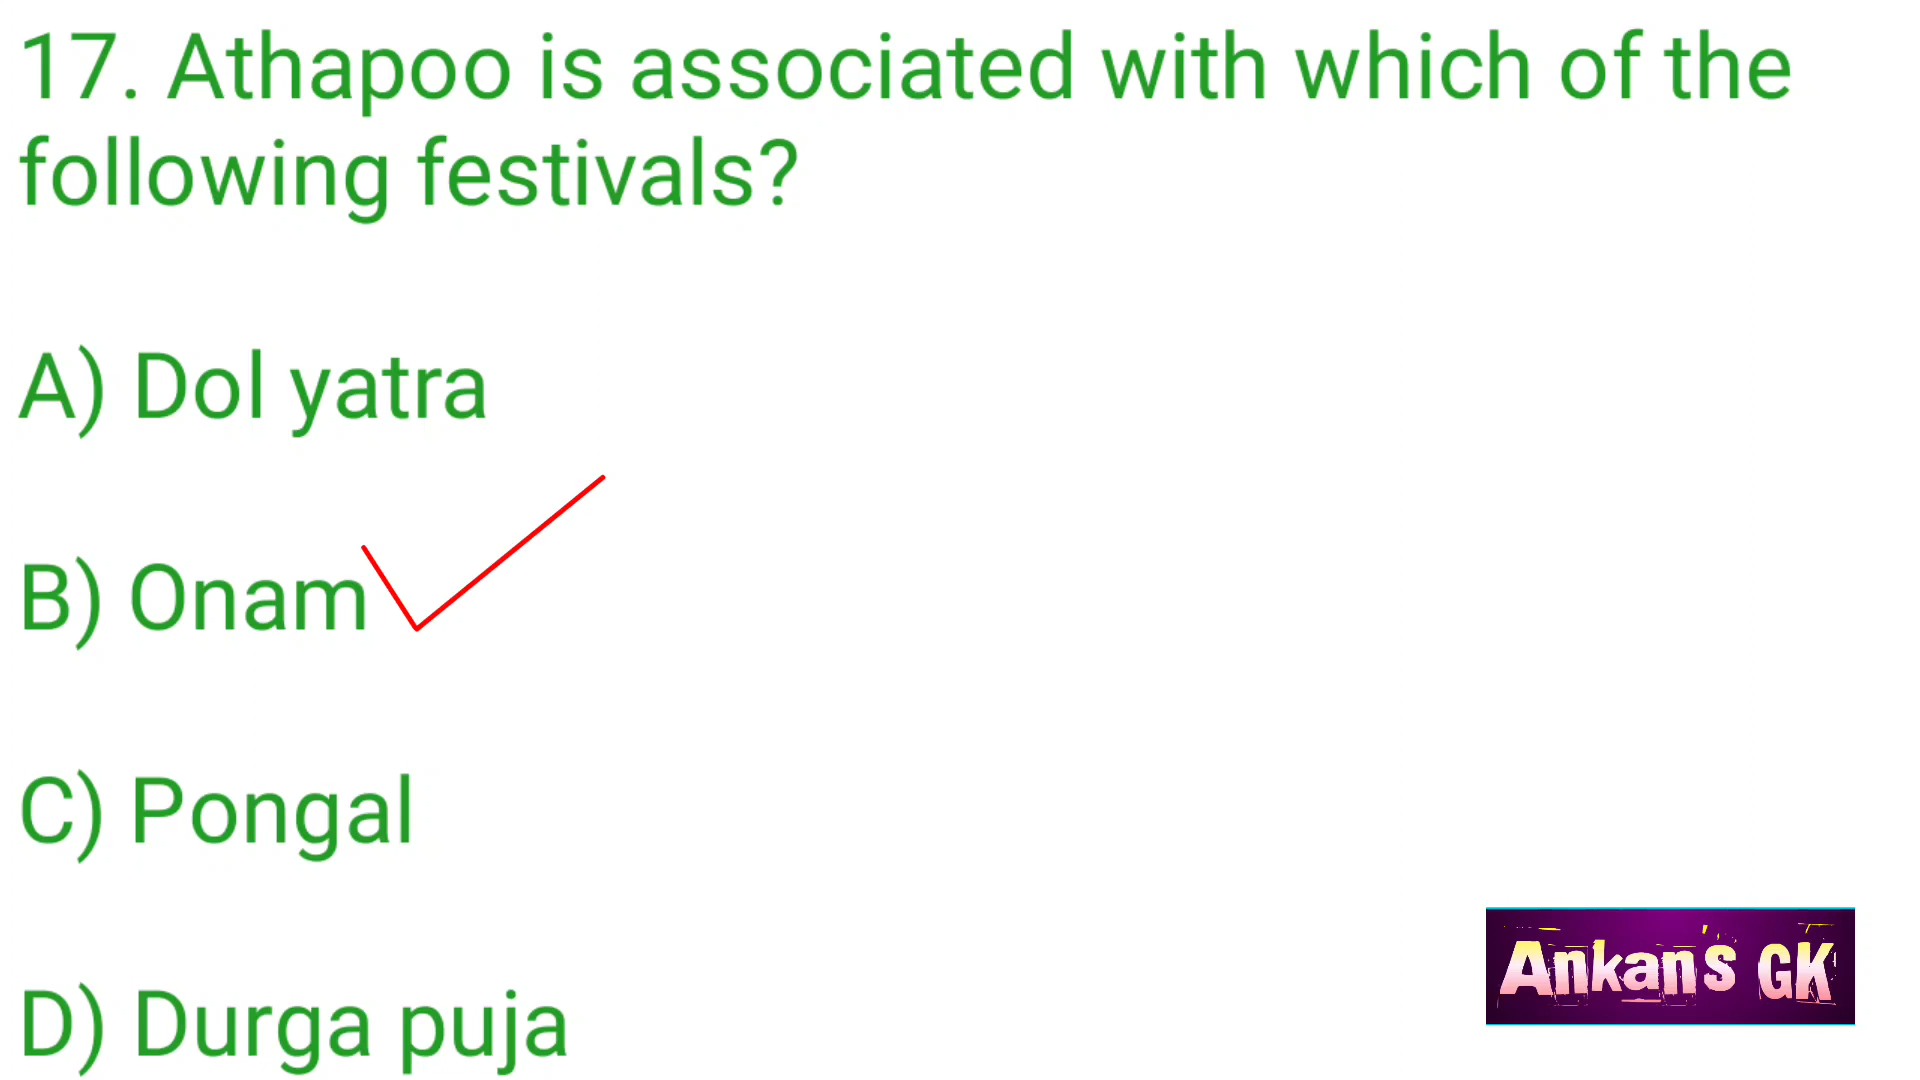 17. Athapoo is associated with which of the
following festivals?
A) Dol yatra
B) Onam
C) Pongal
D) Durga puja
Ankan's GK